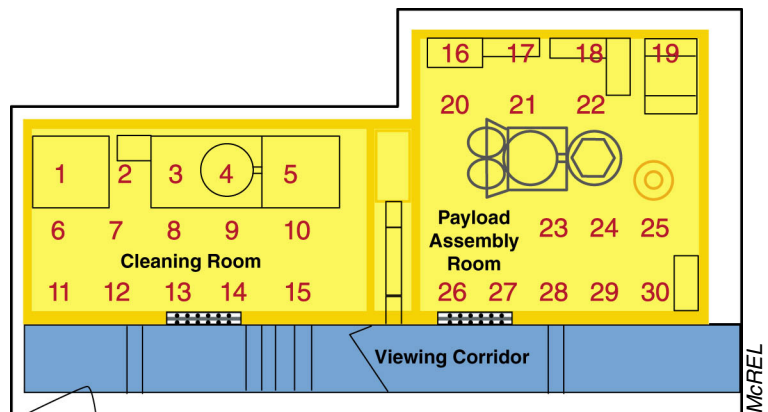 16 17 18 19
20 21 22
1 2 3 4 5
6 7 8 9 10
Payload
Assembly
Room
23 24 25
Cleaning Room
11 12 13 14 15
26 27 28 29 30
Viewing Corridor
McREL